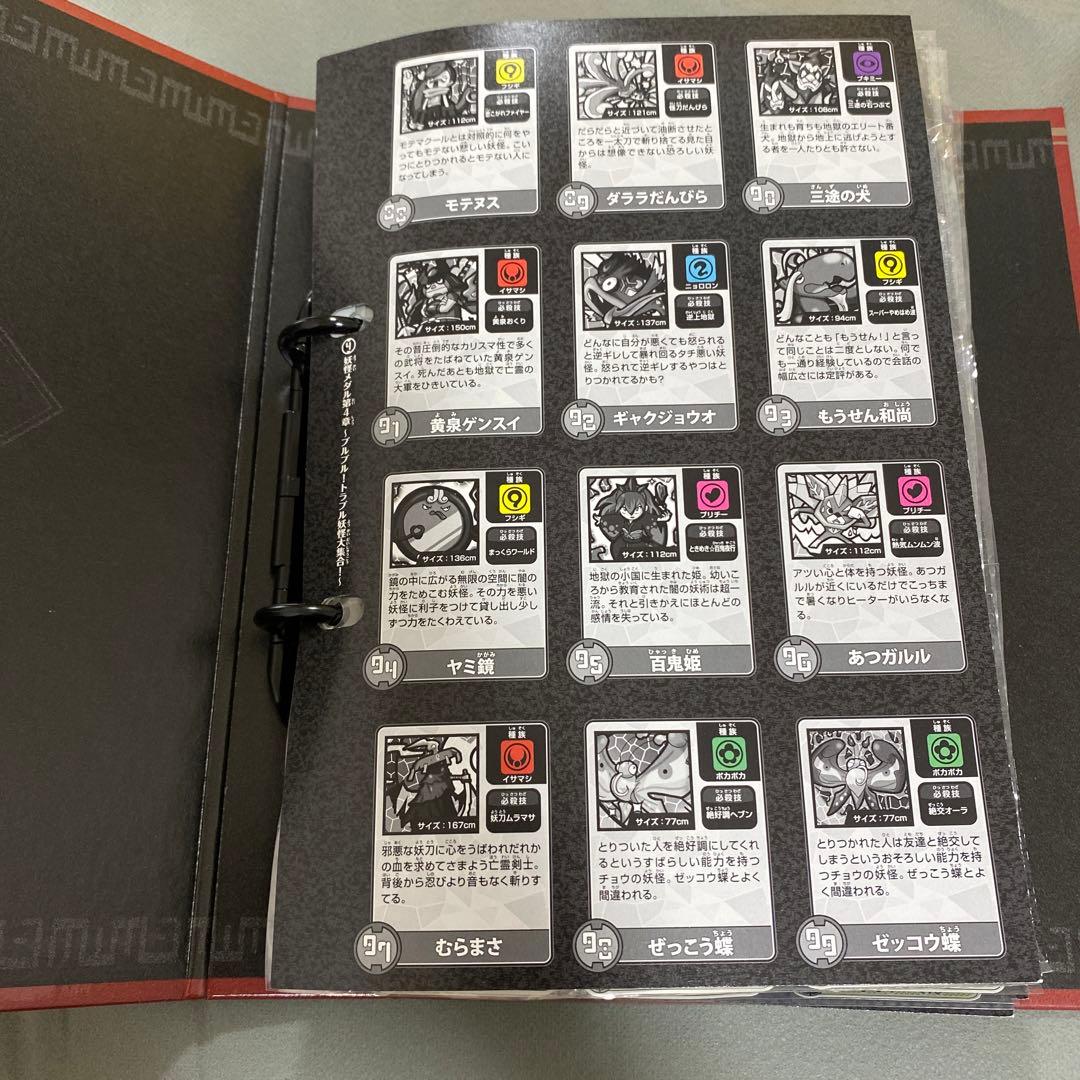 ④妖怪メダル第4章～ブルブル！トラブル妖怪大集合！～
種族
フシギ
必殺技
恋こがれファイヤー
サイズ：112cm
モテマクールとは対照的に何をや
ってもモテない悲しい妖怪。こい
つにとりつかれるとモテない人に
なってしまう。
88 モテヌス
種族
イサマシ
必殺技
怪刀だんびら
サイズ：121cm
だらだらと近づいて油断させたと
ころを一太刀で斬り捨てる見た目
からは想像できない恐ろしい妖
怪。
89 ダララだんびら
種族
ブキミー
必殺技
三途の石つぶて
サイズ：108cm
生まれも育ちも地獄のエリート番
犬。地獄から地上に逃げようとす
る者を一人たりとも許さない。
90 三途の犬
種族
イサマシ
必殺技
黄泉おくり
サイズ：150cm
その昔圧倒的なカリスマ性で多く
の武将をたばねていた黄泉ゲン
スイ。死んだあとも地獄で亡霊の
大軍をひきいている。
91 黄泉ゲンスイ
種族
ニョロロン
必殺技
逆上地獄
サイズ：137cm
どんなに自分が悪くても怒られる
と逆ギレして暴れ回るタチ悪い妖
怪。怒られて逆ギレするやつはと
りつかれてるかも？
92 ギャクジョウオ
種族
フシギ
必殺技
スーパーやめはめ波
サイズ：94cm
どんなことも「もうせん！」と言っ
て同じことは二度としない。何で
も一通り経験しているので会話の
幅広さには定評がある。
93 もうせん和尚
種族
フシギ
必殺技
まっくらワールド
サイズ：136cm
鏡の中に広がる無限の空間に闇の
力をためこむ妖怪。その力を悪い
妖怪に利子をつけて貸し出し少し
ずつ力をたくわえている。
94 ヤミ鏡
種族
プリチー
必殺技
ときめき☆百鬼夜行
サイズ：112cm
地獄の小国に生まれた姫。幼いこ
ろから教育された闇の妖術は超一
流。それと引きかえにほとんどの
感情を失っている。
95 百鬼姫
種族
プリチー
必殺技
熱気ムンムン波
サイズ：112cm
アツい心と体を持つ妖怪。あつガ
ルルが近くにいるだけでこっちま
で暑くなりヒーターがいらなくな
る。
96 あつガルル
種族
イサマシ
必殺技
妖刀ムラマサ
サイズ：167cm
邪悪な妖刀に心をうばわれだれか
の血を求めてさまよう亡霊剣士。
背後から忍びより音もなく斬りす
てる。
97 むらまさ
種族
ポカポカ
必殺技
絶好調ヘブン
サイズ：77cm
とりついた人を絶好調にしてくれ
るというすばらしい能力を持つ
チョウの妖怪。ゼッコウ蝶とよく
間違われる。
98 ぜっこう蝶
種族
ポカポカ
必殺技
絶交オーラ
サイズ：77cm
とりつかれた人は友達と絶交して
しまうというおそろしい能力を持
つチョウの妖怪。ぜっこう蝶とよ
く間違われる。
99 ゼッコウ蝶